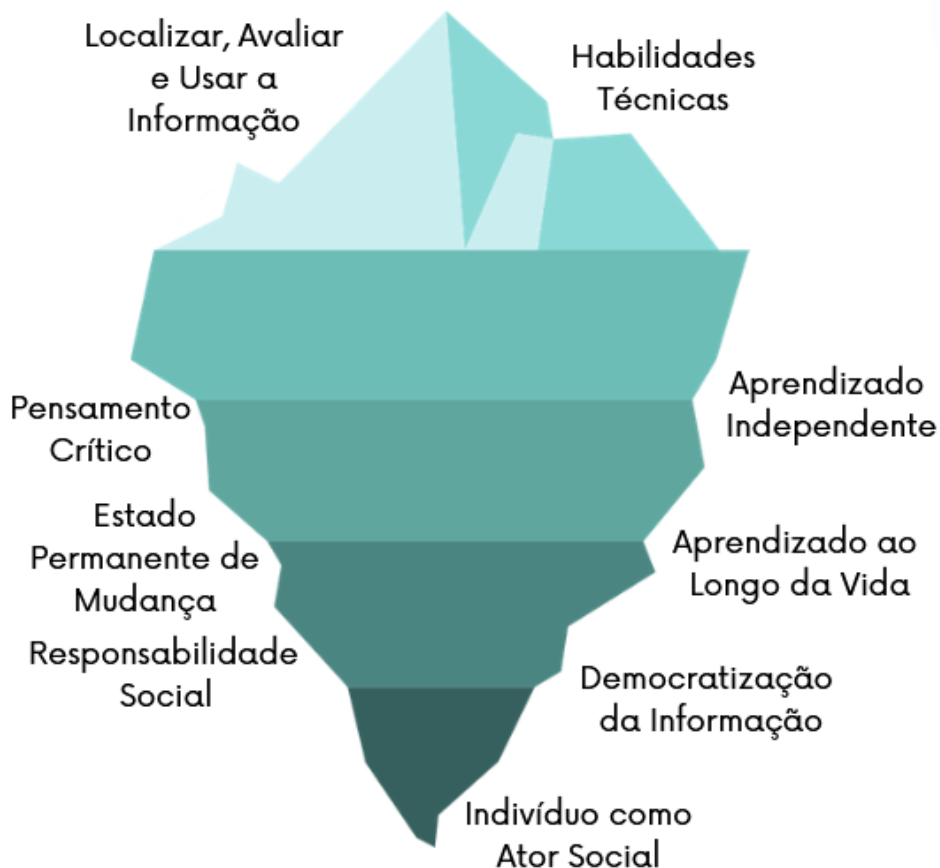 Localizar, Avaliar
e Usar a
Informação
Habilidades
Técnicas
Pensamento
Crítico
Aprendizado
Independente
Estado
Permanente de
Mudança
Aprendizado ao
Longo da Vida
Responsabilidade
Social
Democratização
da Informação
Indivíduo como
Ator Social